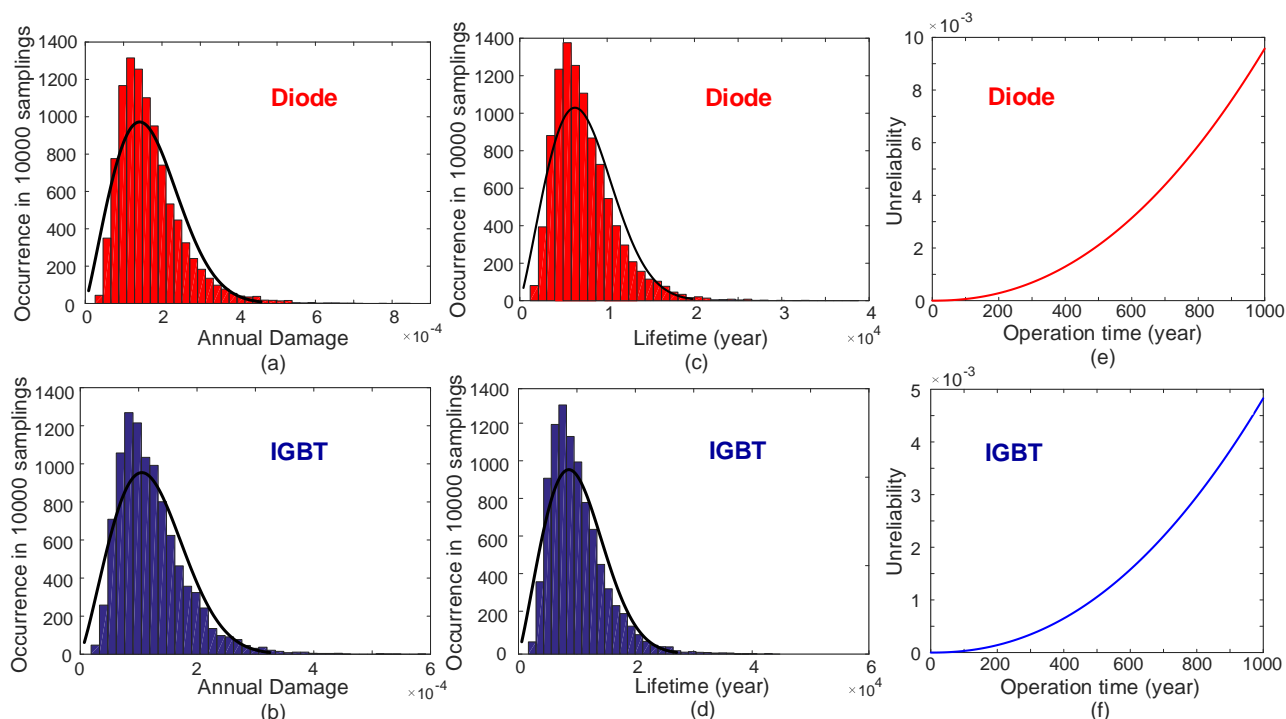 Occurrence in 10000 samplings
1400
1200
1000
800
600
400
200
0
Diode
0 2 4 6 8
Annual Damage
×10⁻⁴
(a)
Occurrence in 10000 samplings
1400
1200
1000
800
600
400
200
0
Diode
0 1 2 3 4
Lifetime (year)
×10⁴
(c)
×10⁻³
Unreliability
10
8
6
4
2
0
Diode
0 200 400 600 800 1000
Operation time (year)
(e)
Occurrence in 10000 samplings
1400
1200
1000
800
600
400
200
0
IGBT
0 2 4 6
Annual Damage
×10⁻⁴
(b)
Occurrence in 10000 samplings
1400
1200
1000
800
600
400
200
0
IGBT
0 2 4 6
Lifetime (year)
×10⁴
(d)
×10⁻³
Unreliability
5
4
3
2
1
0
IGBT
0 200 400 600 800 1000
Operation time (year)
(f)